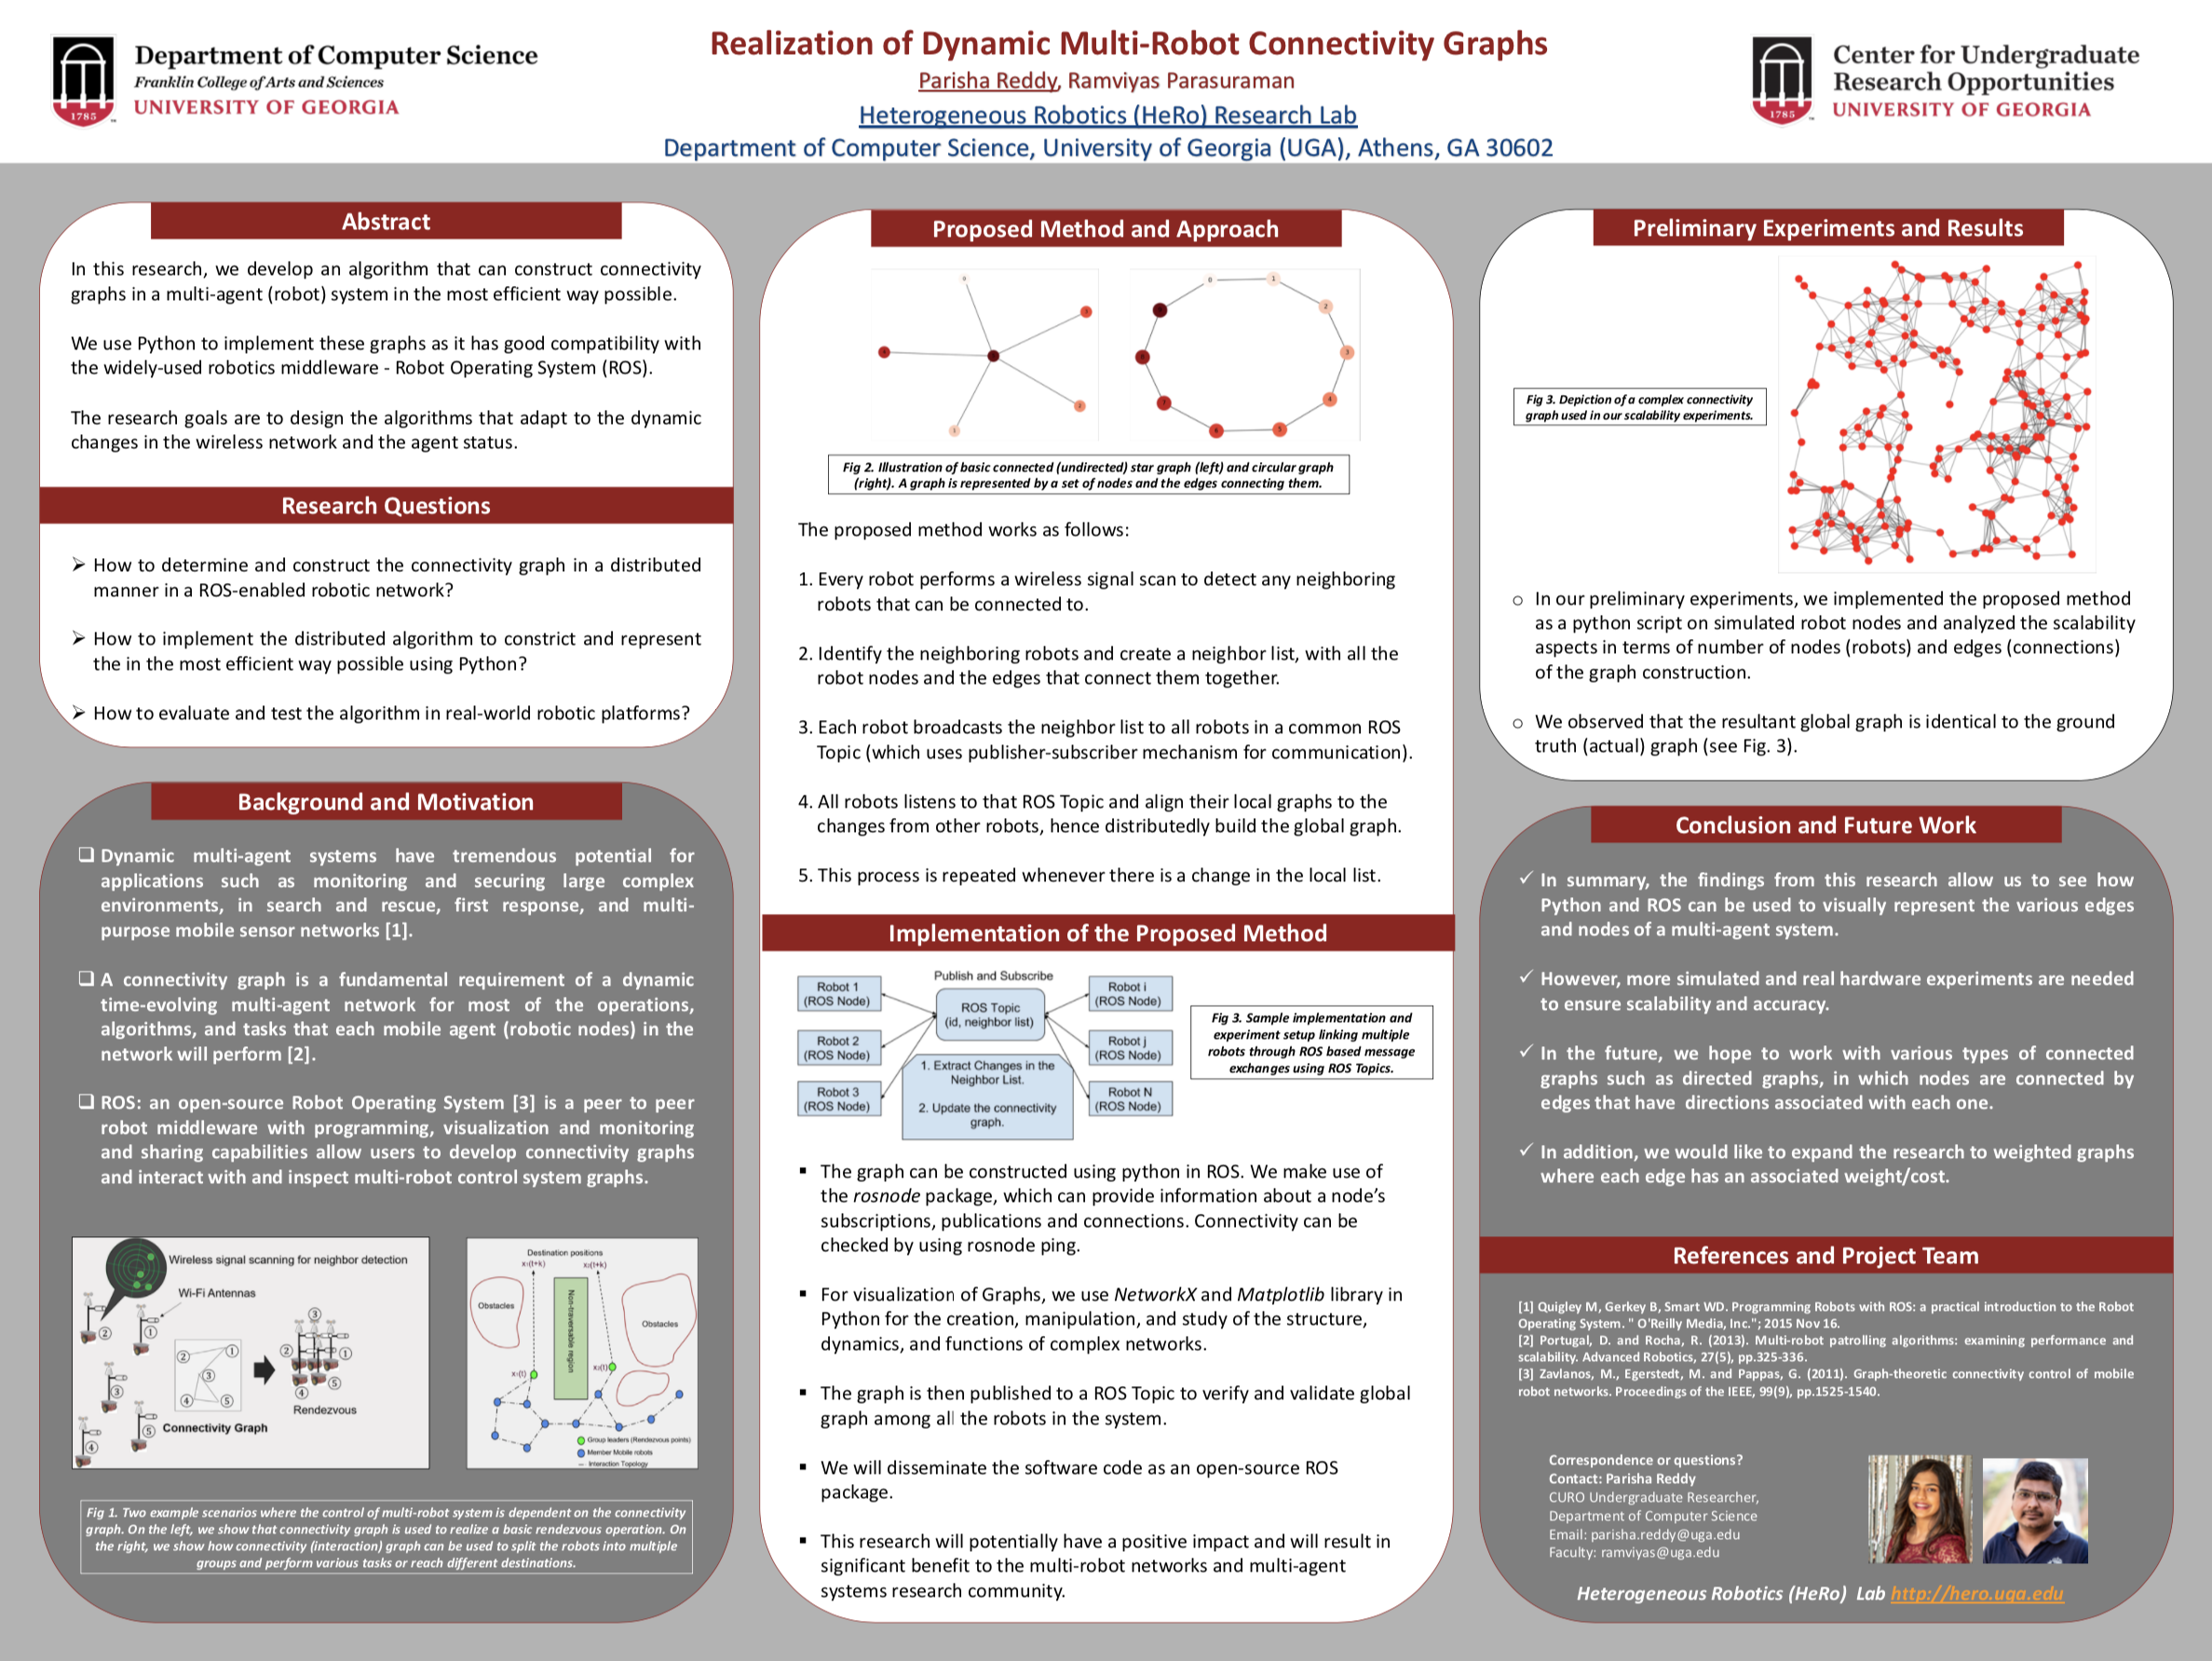 Department of Computer Science
Franklin College of Arts and Sciences
UNIVERSITY OF GEORGIA
1785
Realization of Dynamic Multi-Robot Connectivity Graphs
Parisha Reddy, Ramviyas Parasuraman
Heterogeneous Robotics (HeRo) Research Lab
Department of Computer Science, University of Georgia (UGA), Athens, GA 30602
1785
Center for Undergraduate
Research Opportunities
UNIVERSITY OF GEORGIA
Abstract
In this research, we develop an algorithm that can construct connectivity
graphs in a multi-agent (robot) system in the most efficient way possible.
We use Python to implement these graphs as it has good compatibility with
the widely-used robotics middleware - Robot Operating System (ROS).
The research goals are to design the algorithms that adapt to the dynamic
changes in the wireless network and the agent status.
Research Questions
➢ How to determine and construct the connectivity graph in a distributed
manner in a ROS-enabled robotic network?
➢ How to implement the distributed algorithm to constrict and represent
the in the most efficient way possible using Python?
➢ How to evaluate and test the algorithm in real-world robotic platforms?
Background and Motivation
❑ Dynamic multi-agent systems have tremendous potential for
applications such as monitoring and securing large complex
environments, in search and rescue, first response, and multi-
purpose mobile sensor networks [1].
❑ A connectivity graph is a fundamental requirement of a dynamic
time-evolving multi-agent network for most of the operations,
algorithms, and tasks that each mobile agent (robotic nodes) in the
network will perform [2].
❑ ROS: an open-source Robot Operating System [3] is a peer to peer
robot middleware with programming, visualization and monitoring
and sharing capabilities allow users to develop connectivity graphs
and interact with and inspect multi-robot control system graphs.
Wireless signal scanning for neighbor detection
Wi-Fi Antennas
Connectivity Graph
Rendezvous
1
2
3
4
5
Destination positions
x₁(t+k) x₂(t+k)
Obstacles
Non-traversable region
Obstacles
x₁(t)
x₂(t)
Group leaders (Rendezvous points)
Member Mobile robots
Interaction Topology
Fig 1. Two example scenarios where the control of multi-robot system is dependent on the connectivity
graph. On the left, we show that connectivity graph is used to realize a basic rendezvous operation. On
the right, we show how connectivity (interaction) graph can be used to split the robots into multiple
groups and perform various tasks or reach different destinations.
Proposed Method and Approach
0
1
2
3
4
Fig 2. Illustration of basic connected (undirected) star graph (left) and circular graph
(right). A graph is represented by a set of nodes and the edges connecting them.
The proposed method works as follows:
1. Every robot performs a wireless signal scan to detect any neighboring
robots that can be connected to.
2. Identify the neighboring robots and create a neighbor list, with all the
robot nodes and the edges that connect them together.
3. Each robot broadcasts the neighbor list to all robots in a common ROS
Topic (which uses publisher-subscriber mechanism for communication).
4. All robots listens to that ROS Topic and align their local graphs to the
changes from other robots, hence distributedly build the global graph.
5. This process is repeated whenever there is a change in the local list.
Implementation of the Proposed Method
Publish and Subscribe
Robot 1
(ROS Node)
Robot 2
(ROS Node)
Robot 3
(ROS Node)
ROS Topic
(id, neighbor list)
1. Extract Changes in the
Neighbor List.
2. Update the connectivity
graph.
Robot i
(ROS Node)
Robot j
(ROS Node)
Robot N
(ROS Node)
Fig 3. Sample implementation and
experiment setup linking multiple
robots through ROS based message
exchanges using ROS Topics.
▪ The graph can be constructed using python in ROS. We make use of
the rosnode package, which can provide information about a node's
subscriptions, publications and connections. Connectivity can be
checked by using rosnode ping.
▪ For visualization of Graphs, we use NetworkX and Matplotlib library in
Python for the creation, manipulation, and study of the structure,
dynamics, and functions of complex networks.
▪ The graph is then published to a ROS Topic to verify and validate global
graph among all the robots in the system.
▪ We will disseminate the software code as an open-source ROS
package.
▪ This research will potentially have a positive impact and will result in
significant benefit to the multi-robot networks and multi-agent
systems research community.
Preliminary Experiments and Results
Fig 3. Depiction of a complex connectivity
graph used in our scalability experiments.
o In our preliminary experiments, we implemented the proposed method
as a python script on simulated robot nodes and analyzed the scalability
aspects in terms of number of nodes (robots) and edges (connections)
of the graph construction.
o We observed that the resultant global graph is identical to the ground
truth (actual) graph (see Fig. 3).
Conclusion and Future Work
✓ In summary, the findings from this research allow us to see how
Python and ROS can be used to visually represent the various edges
and nodes of a multi-agent system.
✓ However, more simulated and real hardware experiments are needed
to ensure scalability and accuracy.
✓ In the future, we hope to work with various types of connected
graphs such as directed graphs, in which nodes are connected by
edges that have directions associated with each one.
✓ In addition, we would like to expand the research to weighted graphs
where each edge has an associated weight/cost.
References and Project Team
[1] Quigley M, Gerkey B, Smart WD. Programming Robots with ROS: a practical introduction to the Robot
Operating System. " O'Reilly Media, Inc."; 2015 Nov 16.
[2] Portugal, D. and Rocha, R. (2013). Multi-robot patrolling algorithms: examining performance and
scalability. Advanced Robotics, 27(5), pp.325-336.
[3] Zavlanos, M., Egerstedt, M. and Pappas, G. (2011). Graph-theoretic connectivity control of mobile
robot networks. Proceedings of the IEEE, 99(9), pp.1525-1540.
Correspondence or questions?
Contact: Parisha Reddy
CURO Undergraduate Researcher,
Department of Computer Science
Email: parisha.reddy@uga.edu
Faculty: ramviyas@uga.edu
Heterogeneous Robotics (HeRo) Lab http://hero.uga.edu